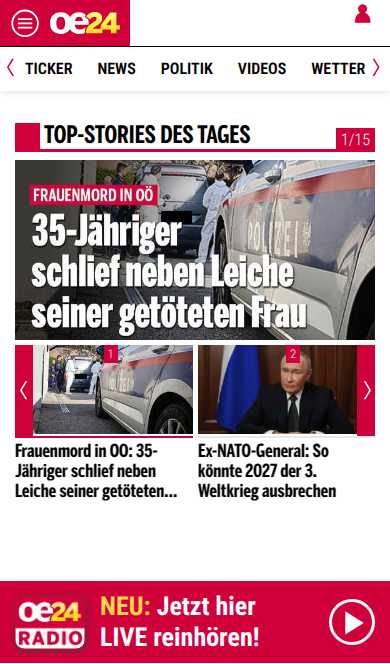 oe24
TICKER NEWS POLITIK VIDEOS WETTER
TOP-STORIES DES TAGES
1/15
FRAUENMORD IN OÖ
35-Jähriger
schlief neben Leiche
seiner getöteten Frau
POLIZEI
1
2
Frauenmord in OÖ: 35-
Jähriger schlief neben
Leiche seiner getöteten...
Ex-NATO-General: So
könnte 2027 der 3.
Weltkrieg ausbrechen
oe24
RADIO
NEU: Jetzt hier
LIVE reinhören!